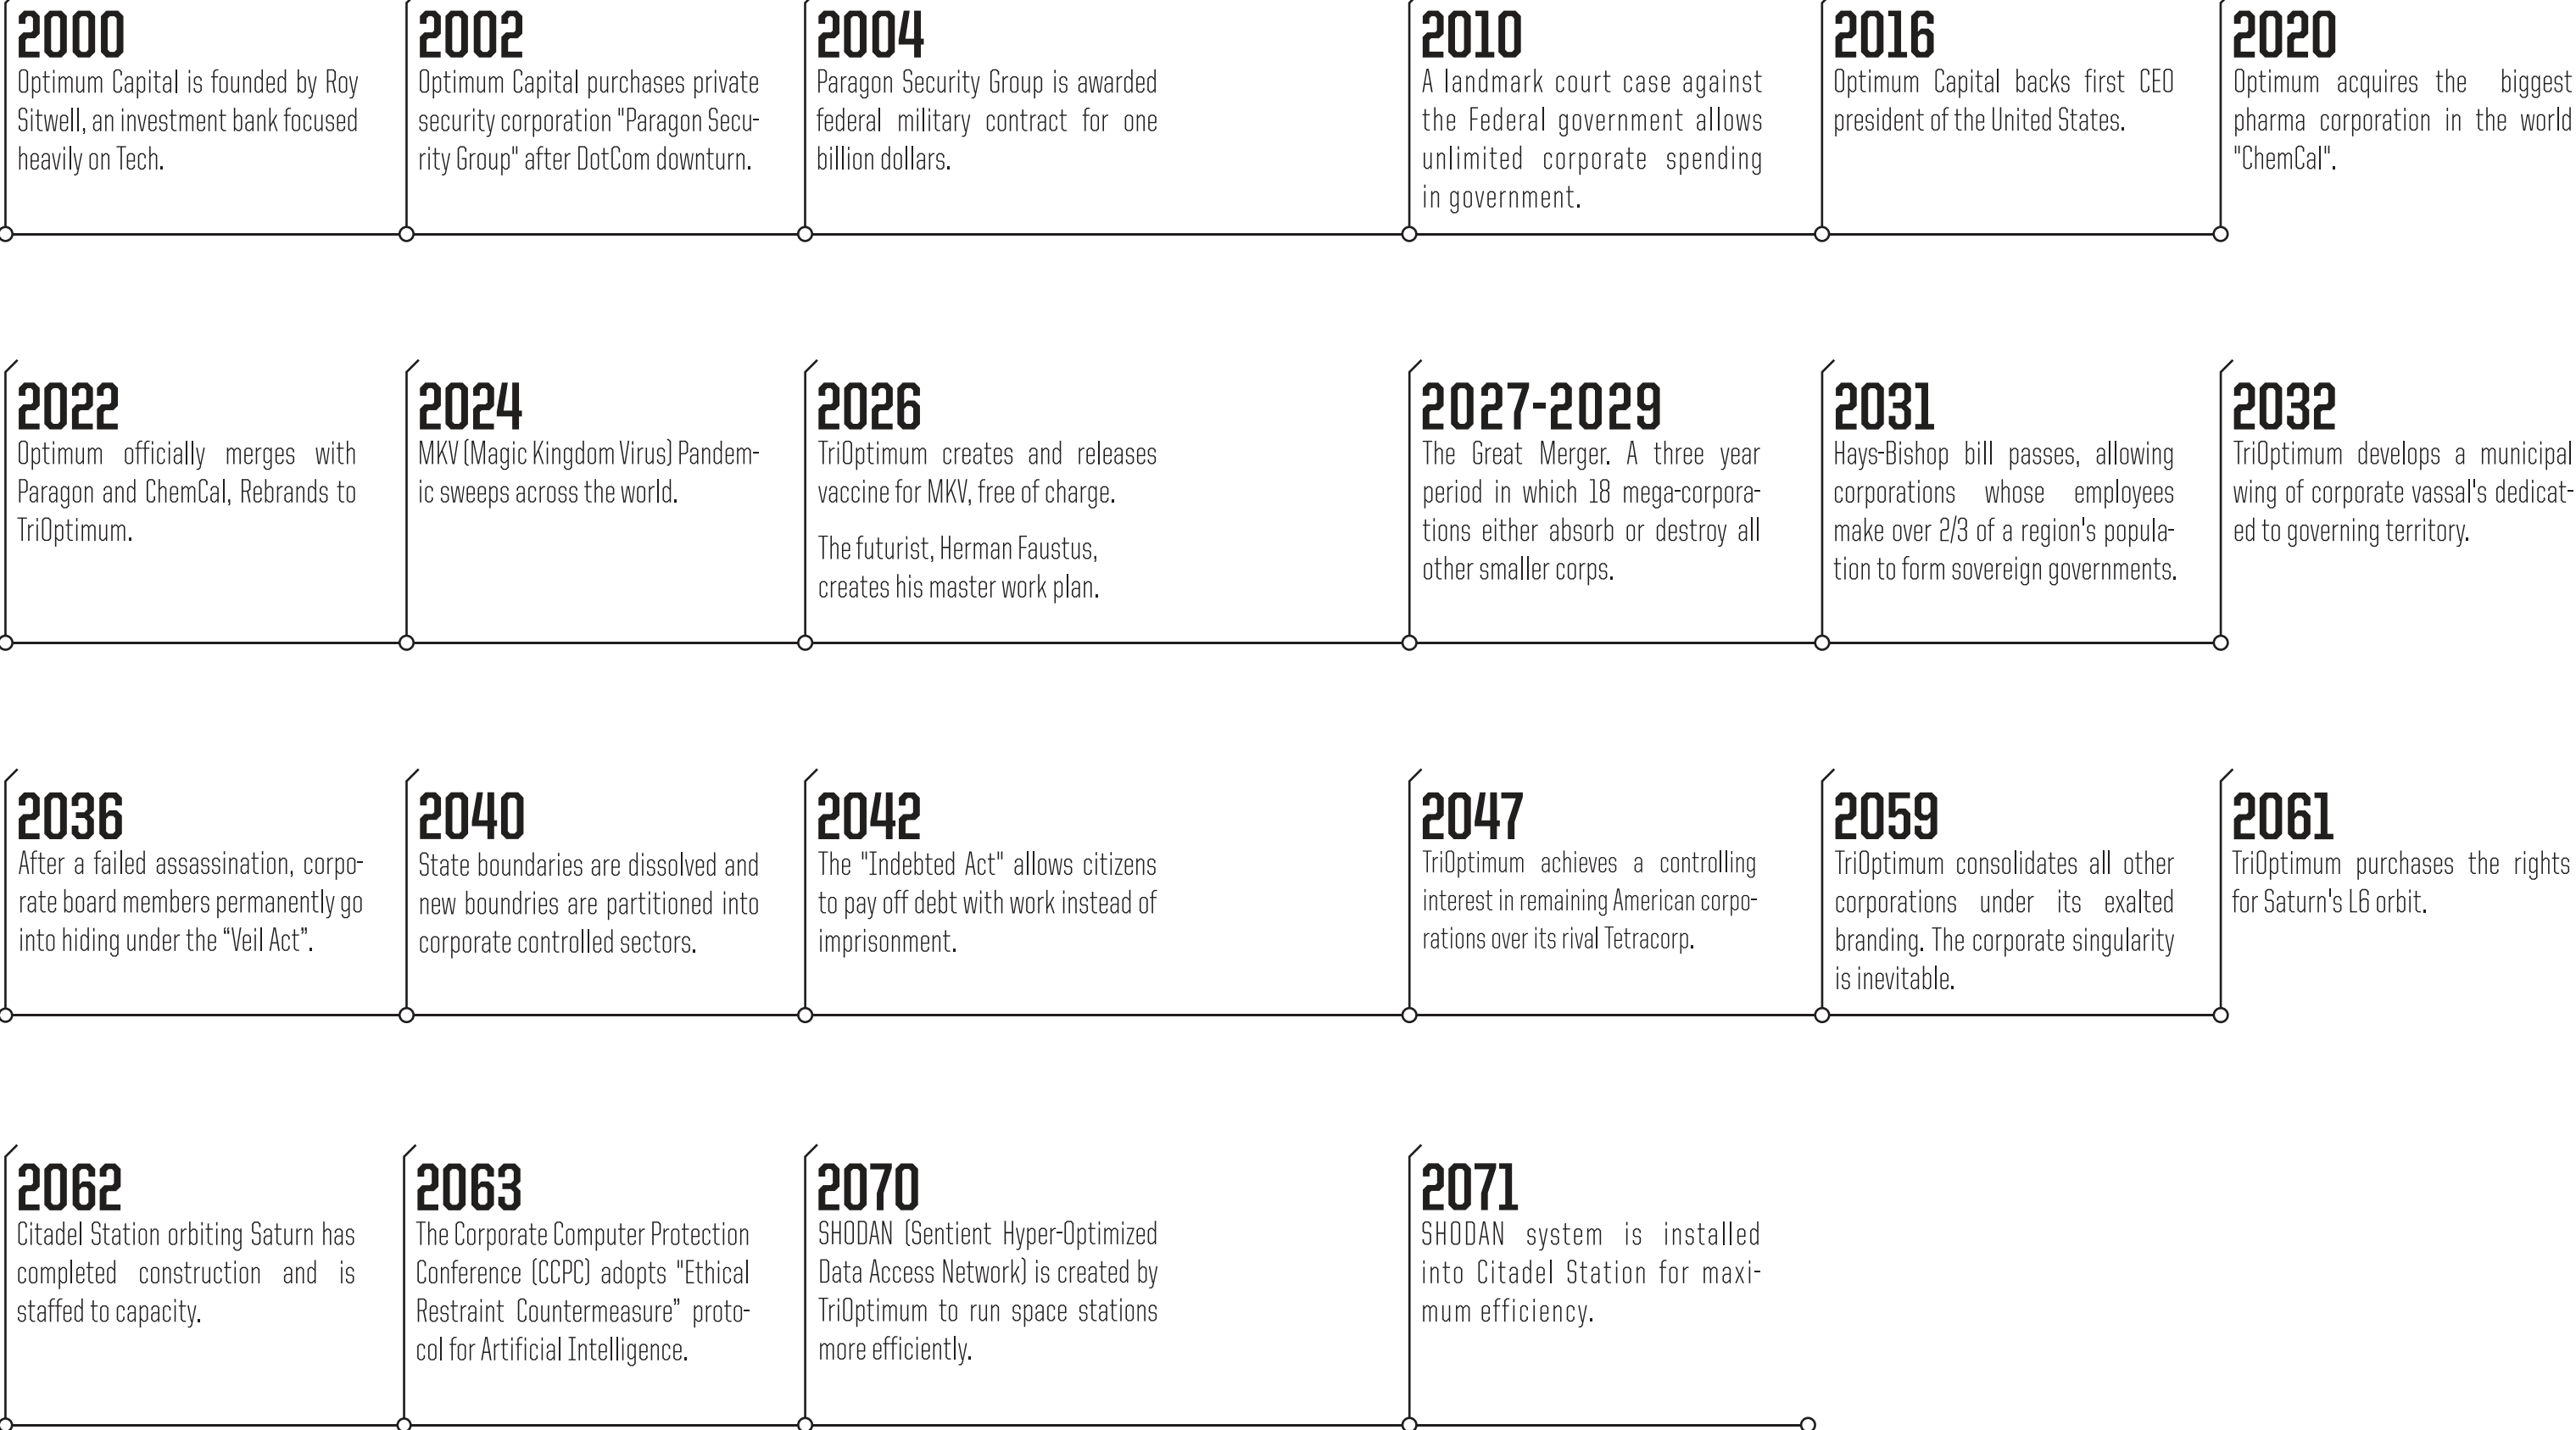 2000
Optimum Capital is founded by Roy
Sitwell, an investment bank focused
heavily on Tech.
2002
Optimum Capital purchases private
security corporation "Paragon Secu-
rity Group" after DotCom downturn.
2004
Paragon Security Group is awarded
federal military contract for one
billion dollars.
2010
A landmark court case against
the Federal government allows
unlimited corporate spending
in government.
2016
Optimum Capital backs first CEO
president of the United States.
2020
Optimum acquires the biggest
pharma corporation in the world
"ChemCal".
2022
Optimum officially merges with
Paragon and ChemCal, Rebrands to
TriOptimum.
2024
MKV (Magic Kingdom Virus) Pandem-
ic sweeps across the world.
2026
TriOptimum creates and releases
vaccine for MKV, free of charge.
The futurist, Herman Faustus,
creates his master work plan.
2027-2029
The Great Merger. A three year
period in which 18 mega-corpora-
tions either absorb or destroy all
other smaller corps.
2031
Hays-Bishop bill passes, allowing
corporations whose employees
make over 2/3 of a region's popula-
tion to form sovereign governments.
2032
TriOptimum develops a municipal
wing of corporate vassal's dedicat-
ed to governing territory.
2036
After a failed assassination, corpo-
rate board members permanently go
into hiding under the “Veil Act”.
2040
State boundaries are dissolved and
new boundries are partitioned into
corporate controlled sectors.
2042
The "Indebted Act" allows citizens
to pay off debt with work instead of
imprisonment.
2047
TriOptimum achieves a controlling
interest in remaining American corpo-
rations over its rival Tetracorp.
2059
TriOptimum consolidates all other
corporations under its exalted
branding. The corporate singularity
is inevitable.
2061
TriOptimum purchases the rights
for Saturn's L6 orbit.
2062
Citadel Station orbiting Saturn has
completed construction and is
staffed to capacity.
2063
The Corporate Computer Protection
Conference (CCPC) adopts "Ethical
Restraint Countermeasure” proto-
col for Artificial Intelligence.
2070
SHODAN (Sentient Hyper-Optimized
Data Access Network) is created by
TriOptimum to run space stations
more efficiently.
2071
SHODAN system is installed
into Citadel Station for maxi-
mum efficiency.